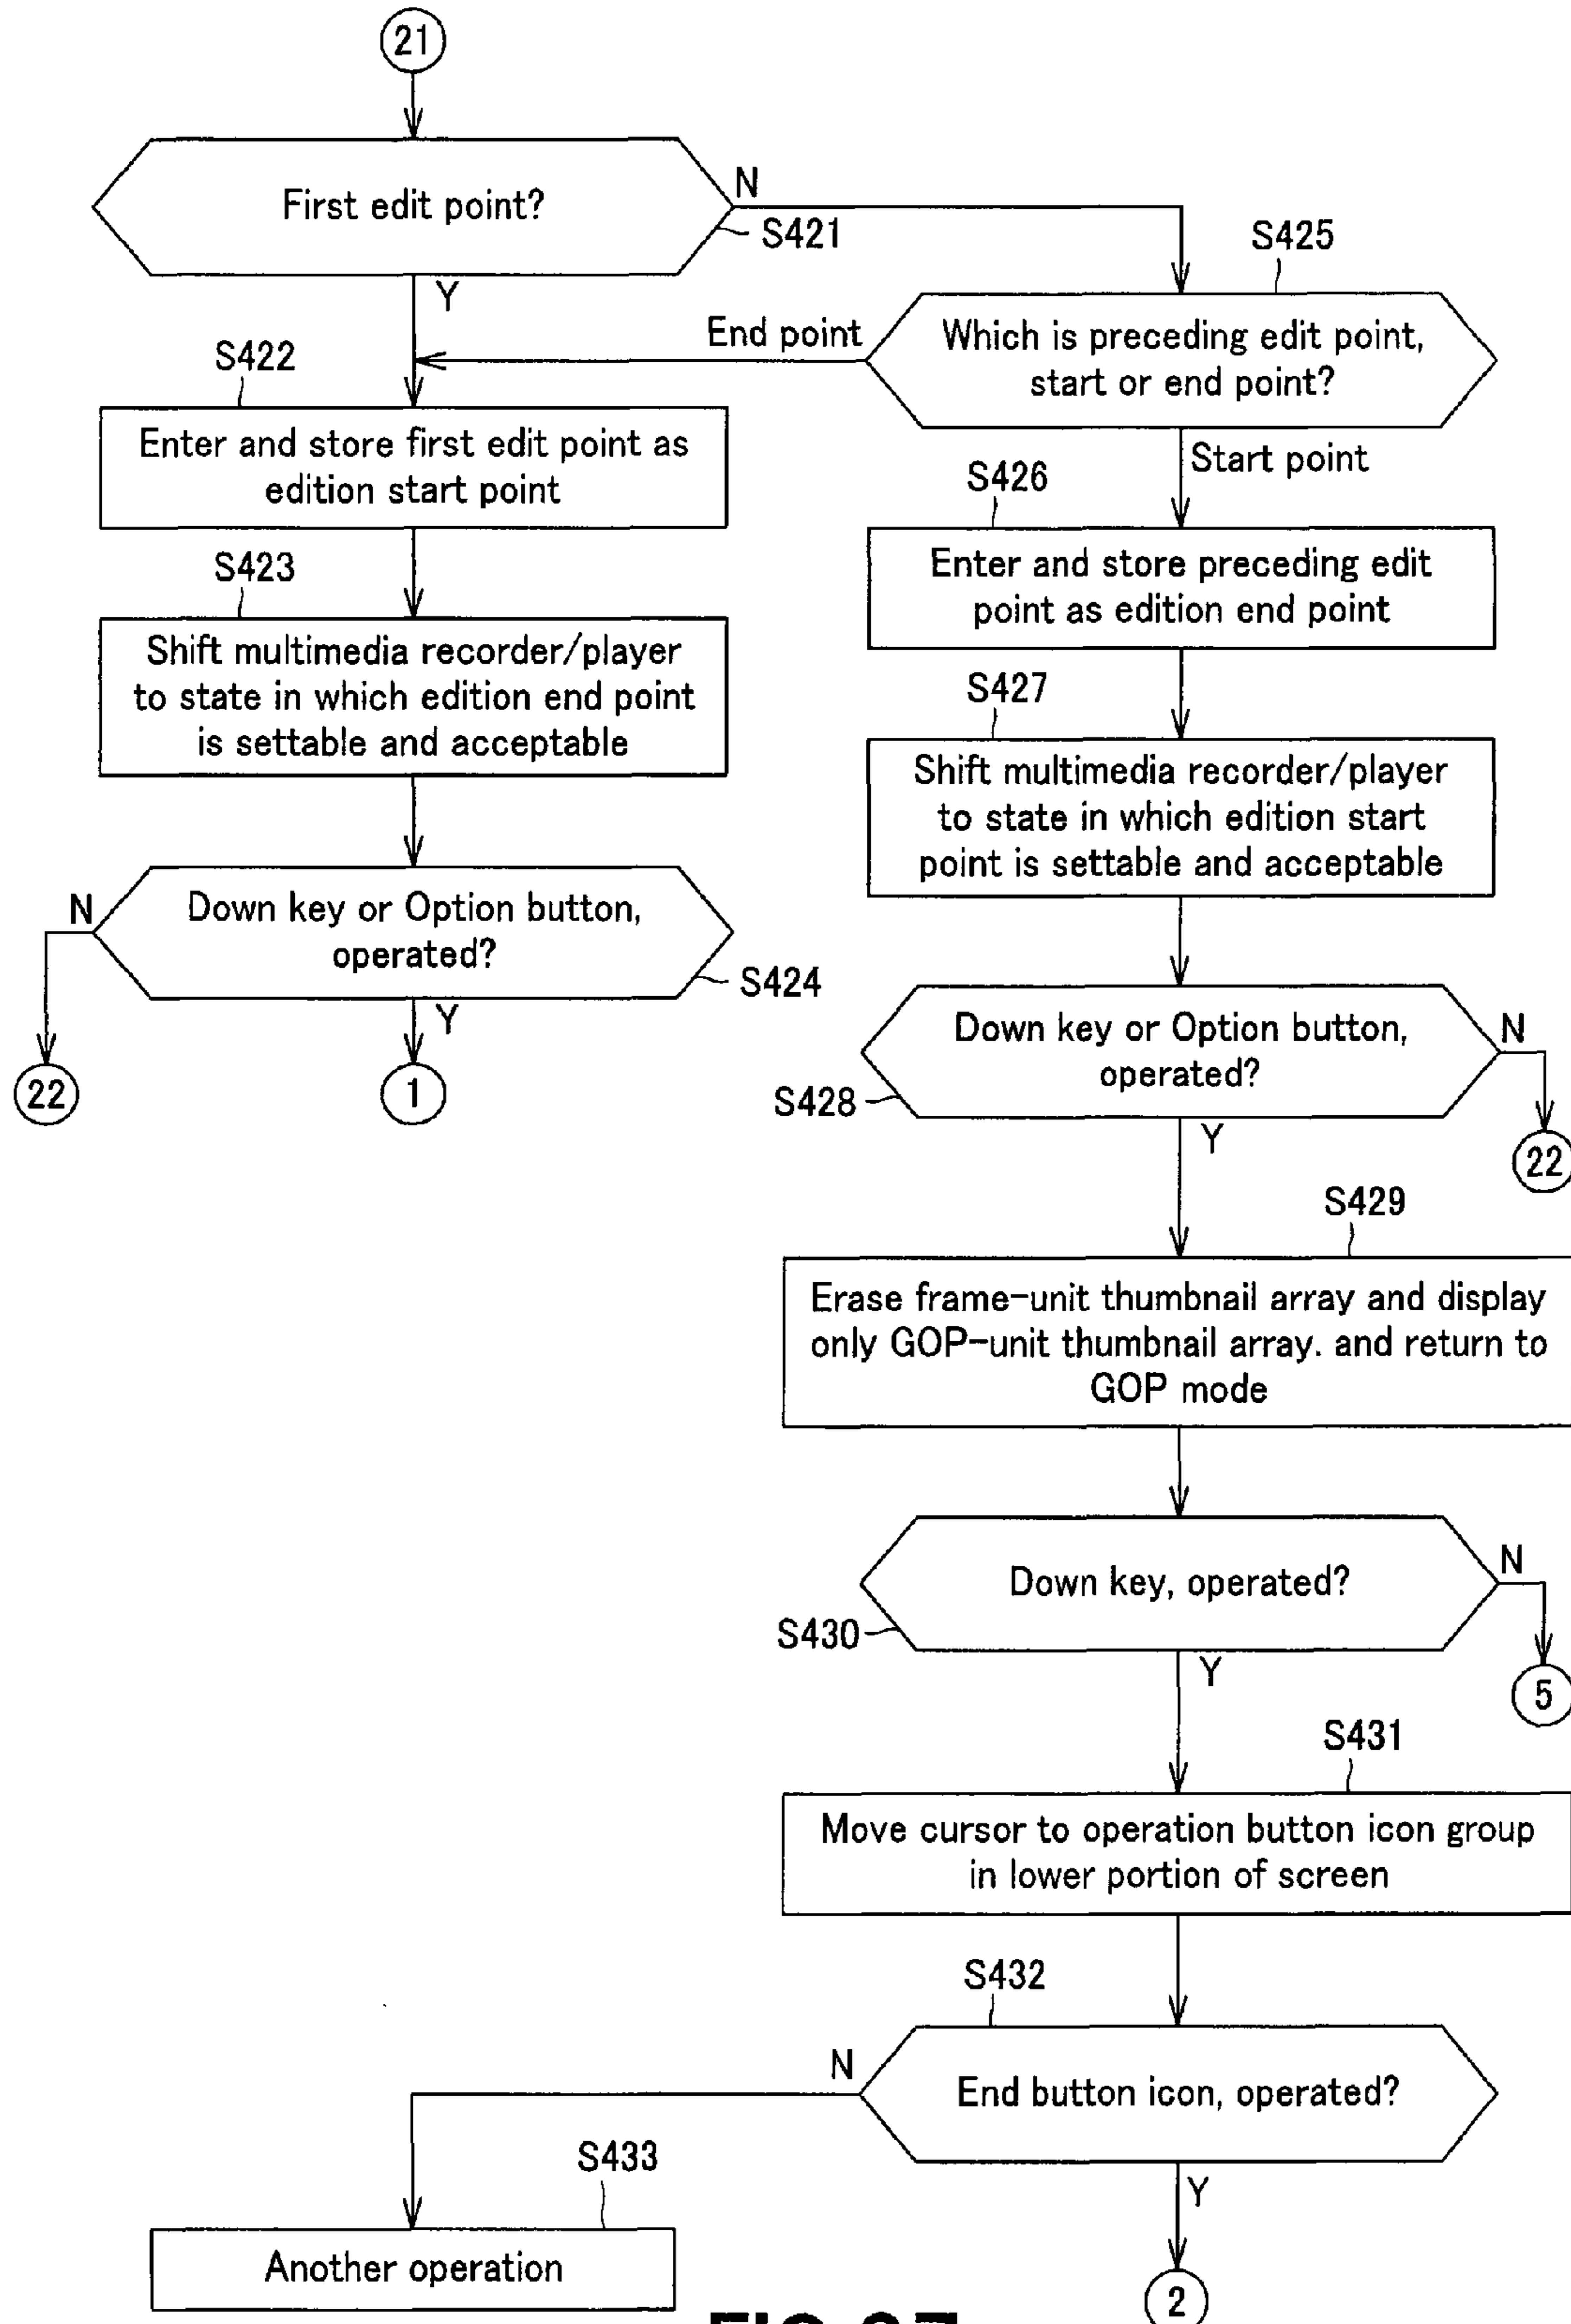 21
First edit point?
N
S421
Y
S425
Which is preceding edit point,
start or end point?
End point
Start point
S422
Enter and store first edit point as
edition start point
S426
Enter and store preceding edit
point as edition end point
S423
Shift multimedia recorder/player
to state in which edition end point
is settable and acceptable
S427
Shift multimedia recorder/player
to state in which edition start
point is settable and acceptable
Down key or Option button,
operated?
N
S424
Y
22
1
Down key or Option button,
operated?
N
S428
Y
22
S429
Erase frame-unit thumbnail array and display
only GOP-unit thumbnail array. and return to
GOP mode
Down key, operated?
N
S430
Y
5
S431
Move cursor to operation button icon group
in lower portion of screen
S432
End button icon, operated?
N
Y
S433
Another operation
2